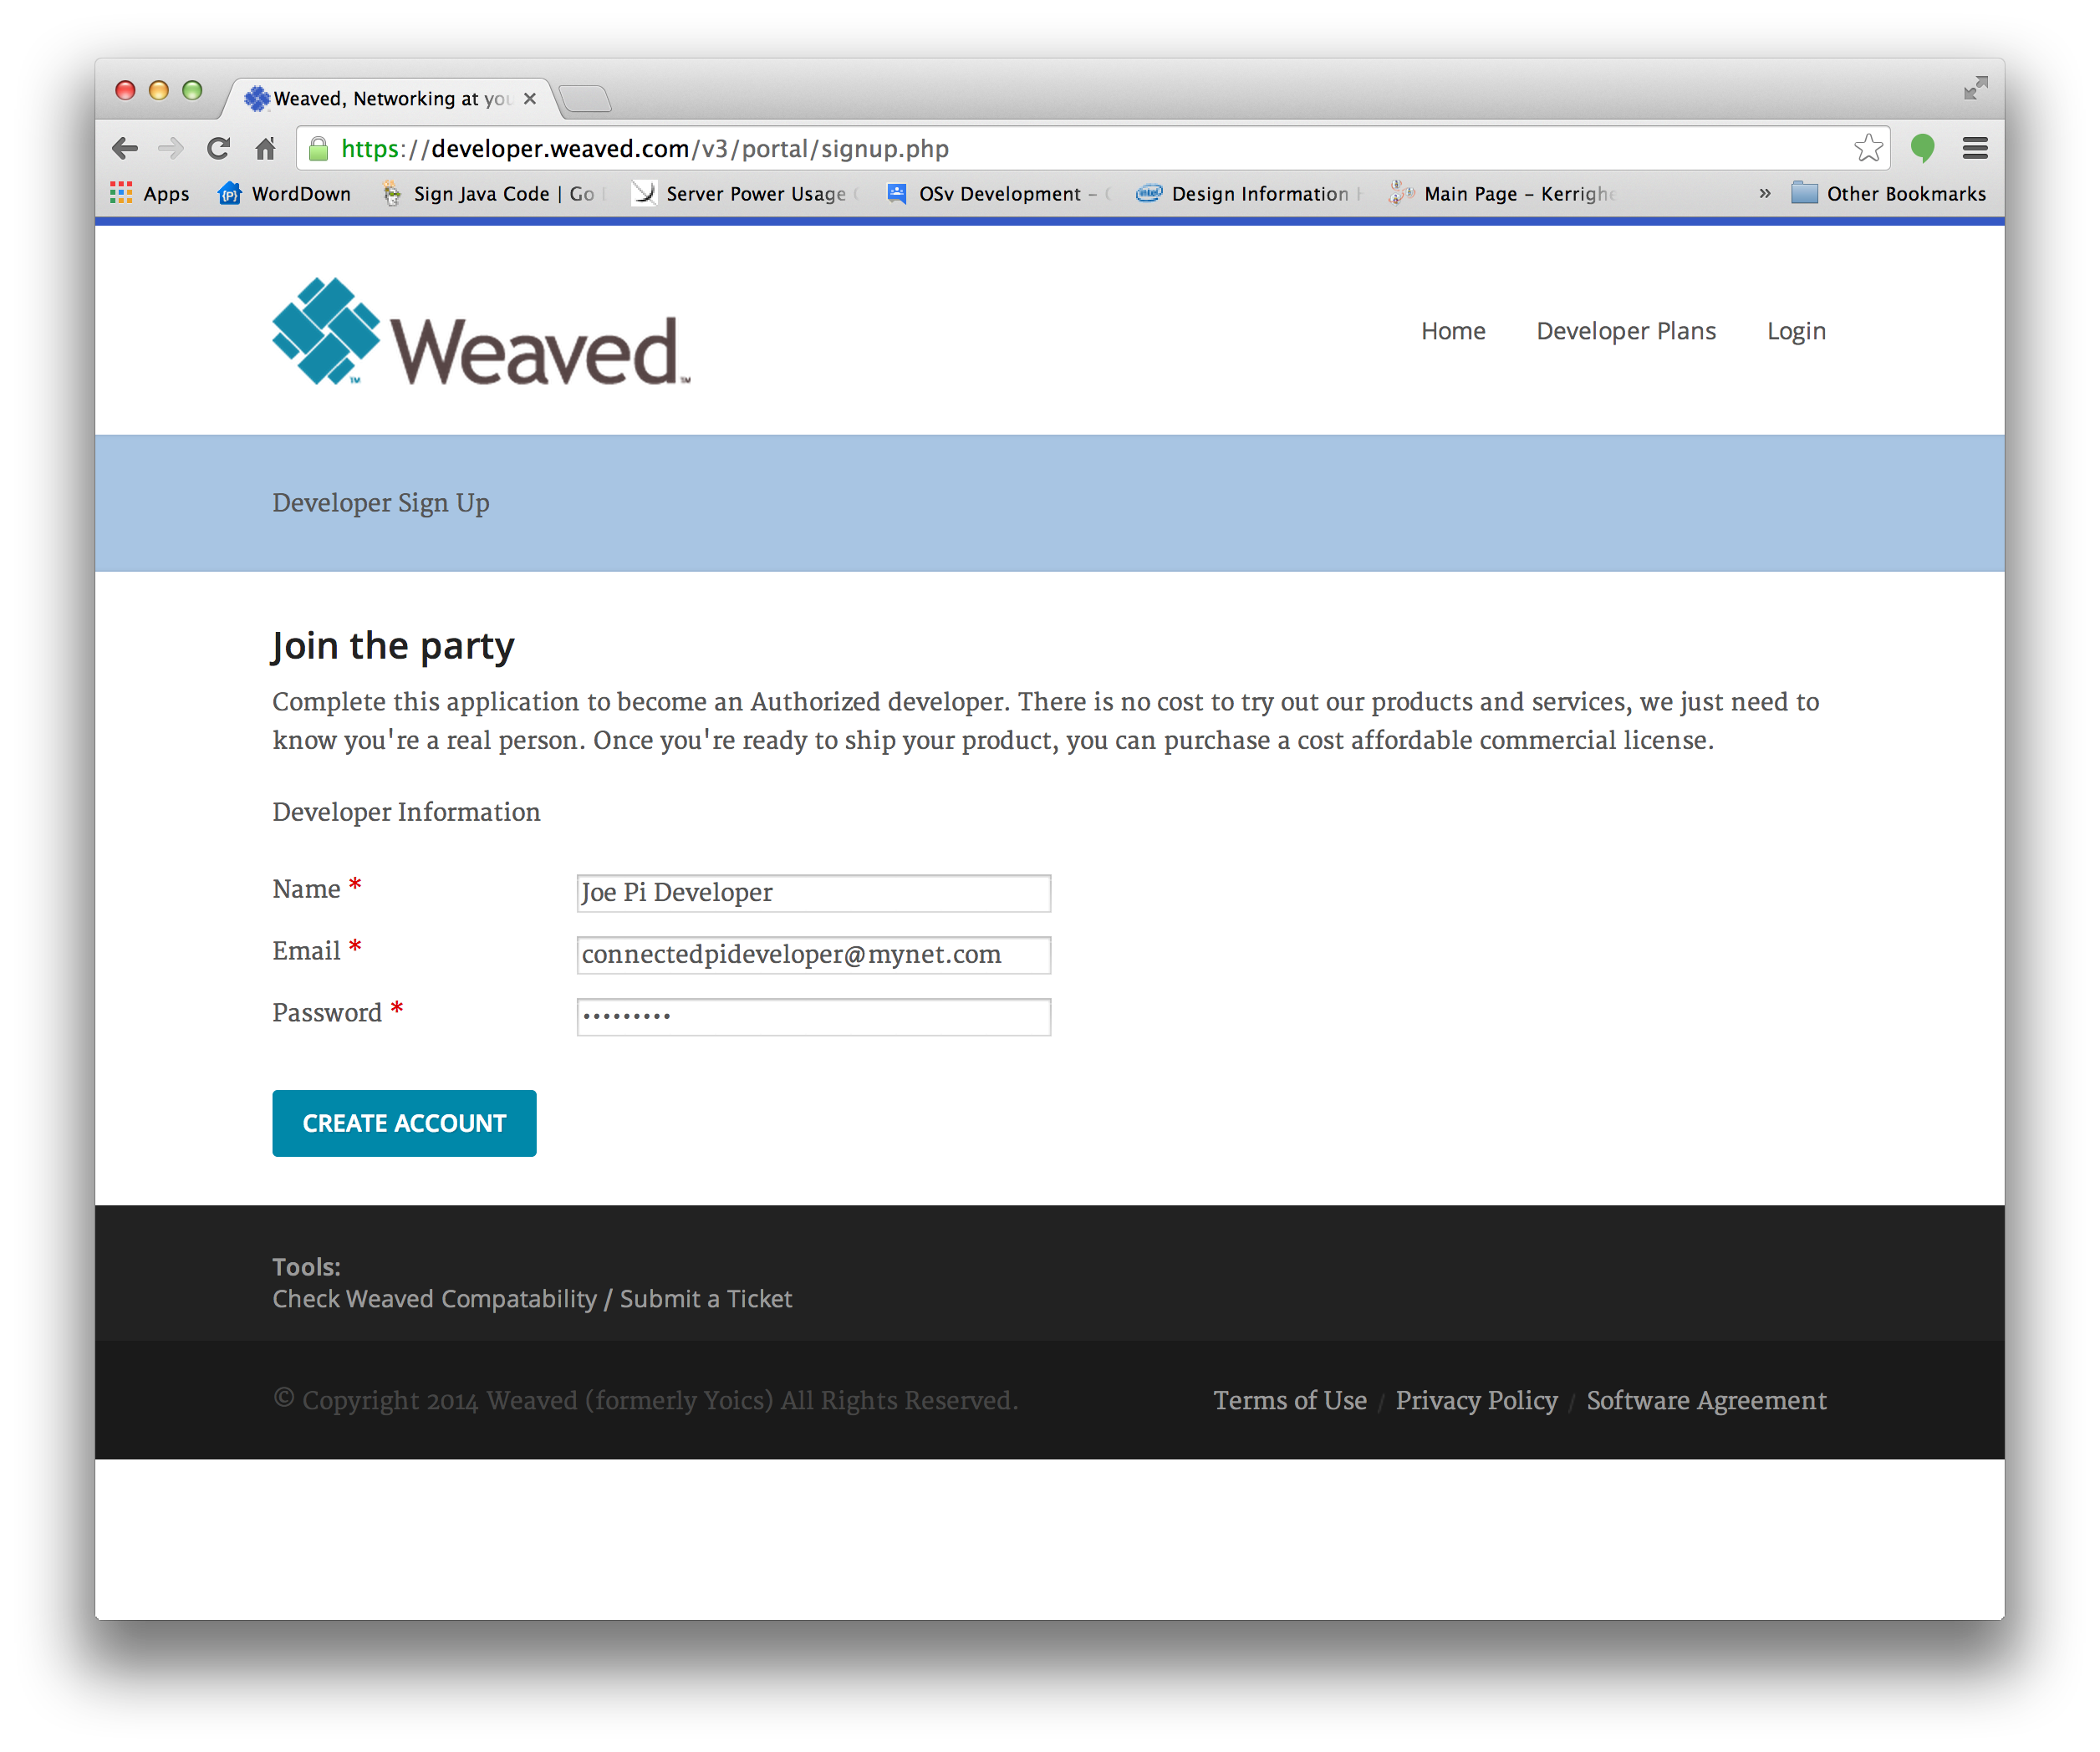 Weaved, Networking at you
https://developer.weaved.com/v3/portal/signup.php
Apps WordDown Sign Java Code | Go Server Power Usage OSv Development – Design Information Main Page – Kerrighe » Other Bookmarks
Weaved™
Home Developer Plans Login
Developer Sign Up
Join the party
Complete this application to become an Authorized developer. There is no cost to try out our products and services, we just need to
know you're a real person. Once you're ready to ship your product, you can purchase a cost affordable commercial license.
Developer Information
Name * Joe Pi Developer
Email * connectedpideveloper@mynet.com
Password * •••••••••
CREATE ACCOUNT
Tools:
Check Weaved Compatability / Submit a Ticket
© Copyright 2014 Weaved (formerly Yoics) All Rights Reserved. Terms of Use / Privacy Policy / Software Agreement